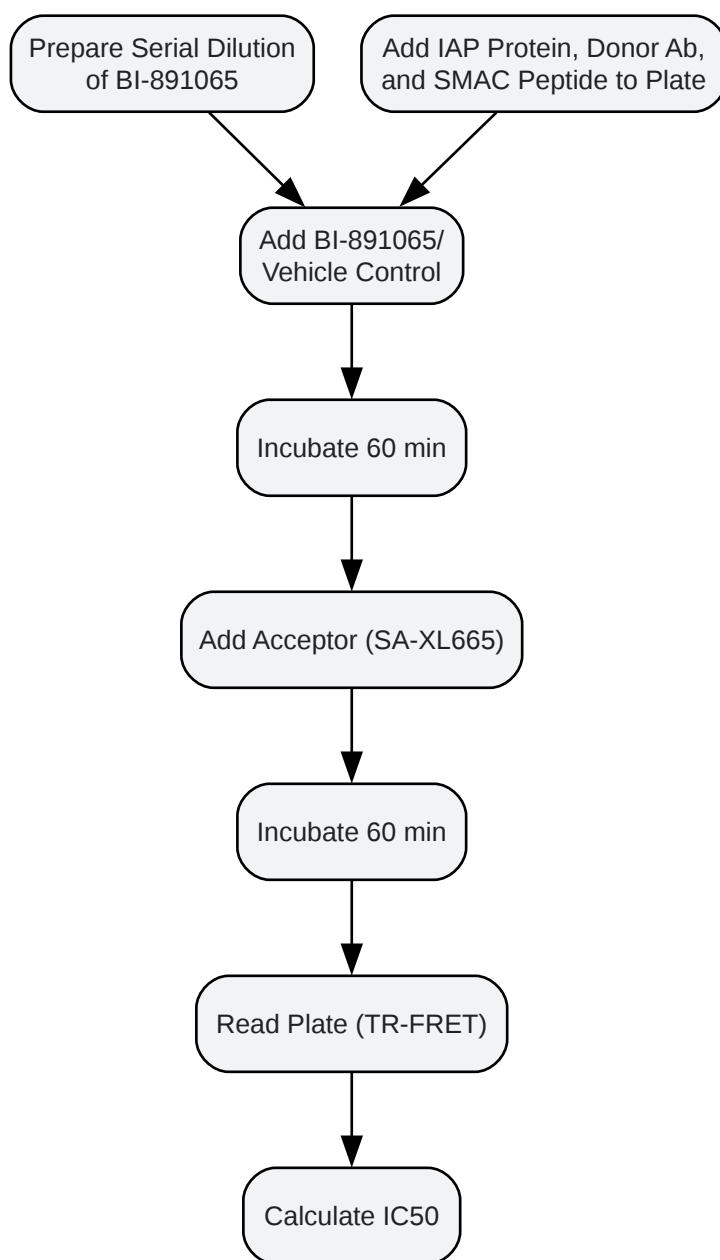 Prepare Serial Dilution
of BI-891065
Add IAP Protein, Donor Ab,
and SMAC Peptide to Plate
Add BI-891065/
Vehicle Control
Incubate 60 min
Add Acceptor (SA-XL665)
Incubate 60 min
Read Plate (TR-FRET)
Calculate IC50